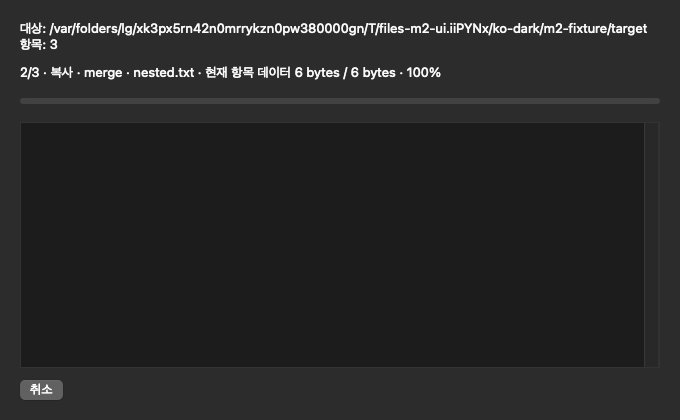 대상: /var/folders/lg/xk3px5rn42n0mrrykzn0pw380000gn/T/files-m2-ui.iiPYNx/ko-dark/m2-fixture/target
항목: 3
2/3 · 복사 · merge · nested.txt · 현재 항목 데이터 6 bytes / 6 bytes · 100%
취소